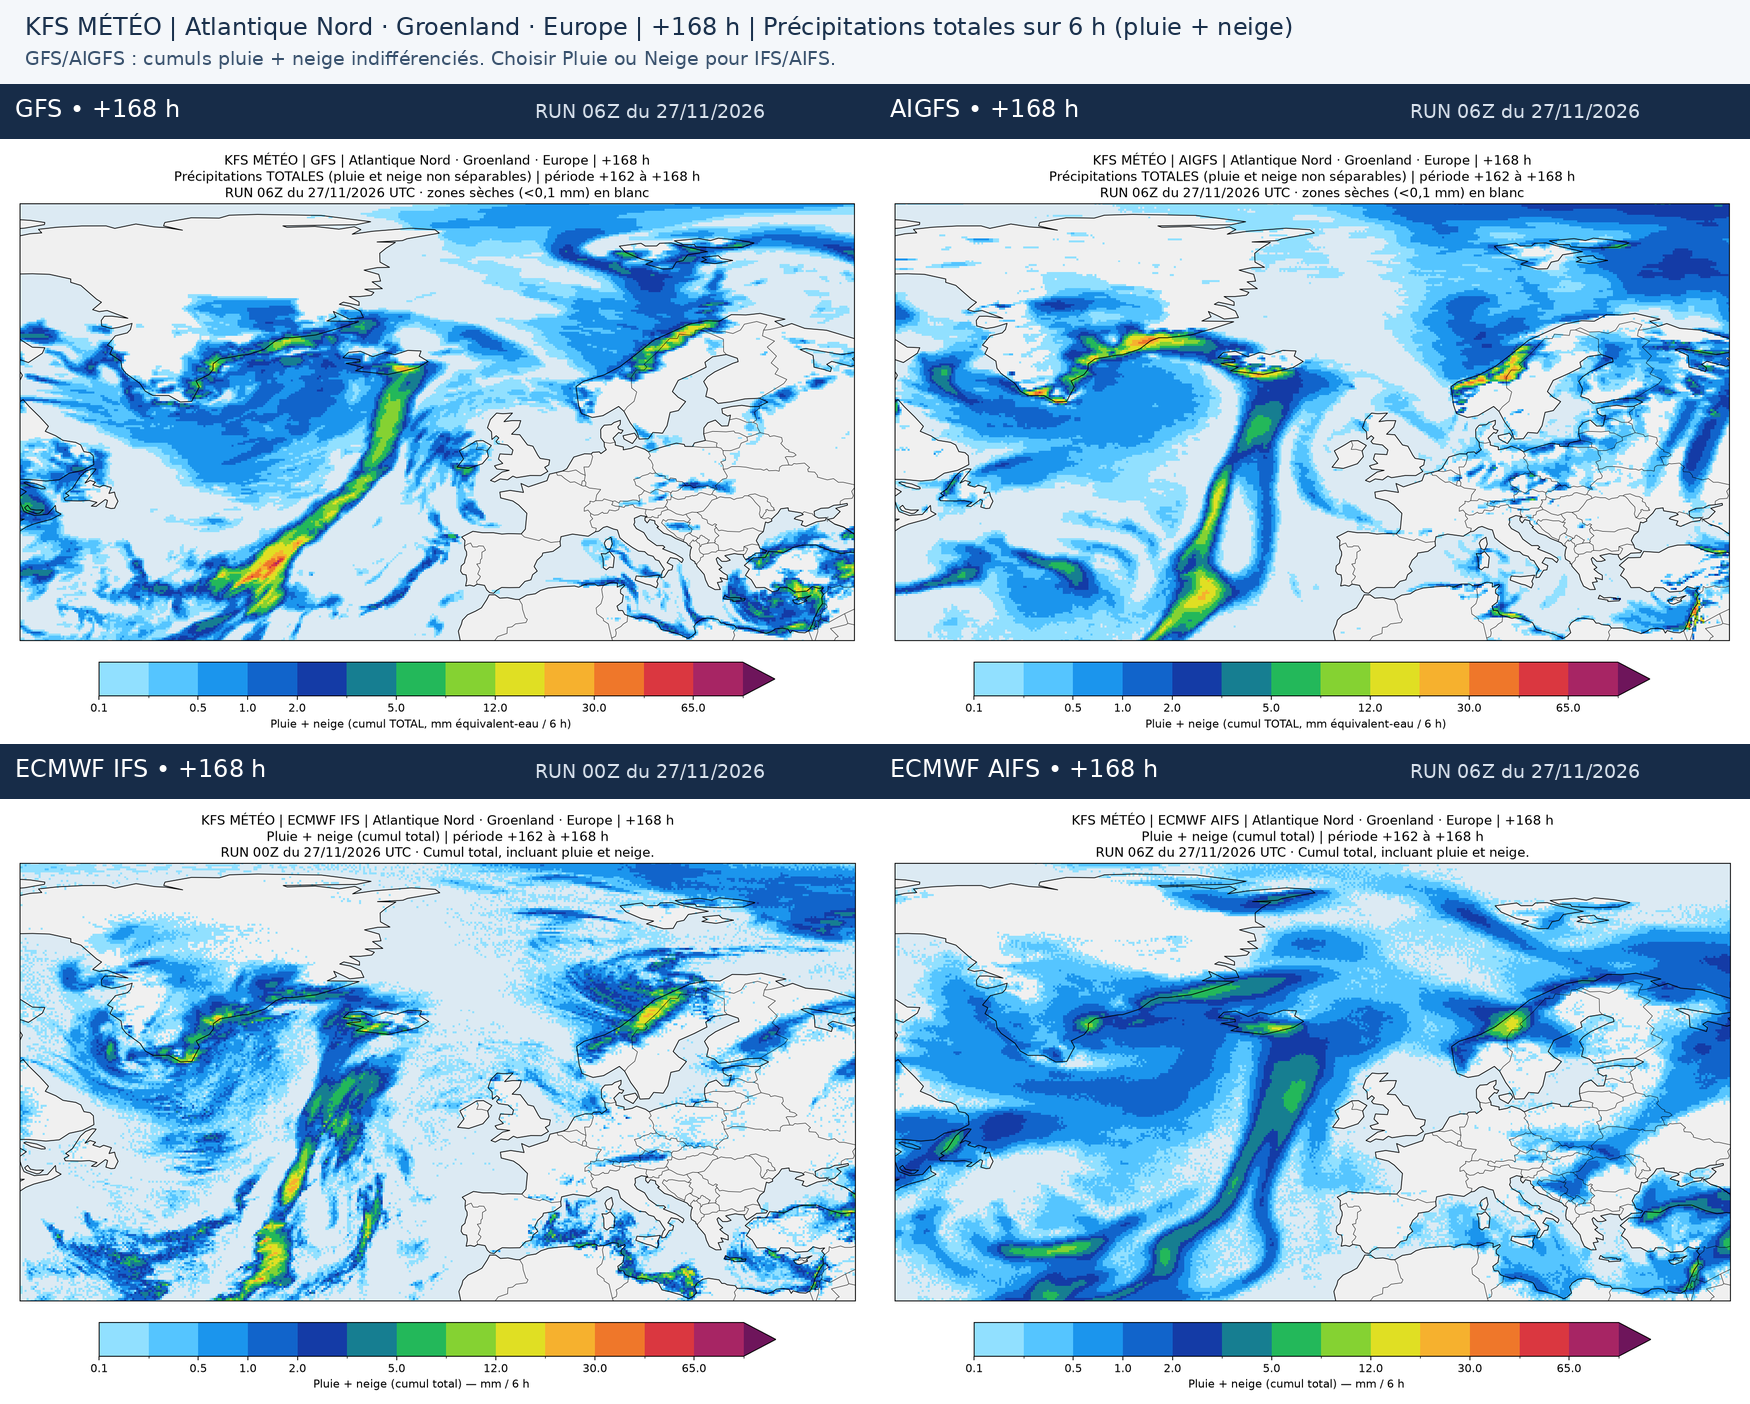 KFS MÉTÉO | Atlantique Nord · Groenland · Europe | +168 h | Précipitations totales sur 6 h (pluie + neige)
GFS/AIGFS : cumuls pluie + neige indifférenciés. Choisir Pluie ou Neige pour IFS/AIFS.
GFS • +168 h
RUN 06Z du 27/11/2026
AIGFS • +168 h
RUN 06Z du 27/11/2026
KFS MÉTÉO | GFS | Atlantique Nord · Groenland · Europe | +168 h
Précipitations TOTALES (pluie et neige non séparables) | période +162 à +168 h
RUN 06Z du 27/11/2026 UTC · zones sèches (<0,1 mm) en blanc
KFS MÉTÉO | AIGFS | Atlantique Nord · Groenland · Europe | +168 h
Précipitations TOTALES (pluie et neige non séparables) | période +162 à +168 h
RUN 06Z du 27/11/2026 UTC · zones sèches (<0,1 mm) en blanc
0.1 0.5 1.0 2.0 5.0 12.0 30.0 65.0
Pluie + neige (cumul TOTAL, mm équivalent-eau / 6 h)
0.1 0.5 1.0 2.0 5.0 12.0 30.0 65.0
Pluie + neige (cumul TOTAL, mm équivalent-eau / 6 h)
ECMWF IFS • +168 h
RUN 00Z du 27/11/2026
ECMWF AIFS • +168 h
RUN 06Z du 27/11/2026
KFS MÉTÉO | ECMWF IFS | Atlantique Nord · Groenland · Europe | +168 h
Pluie + neige (cumul total) | période +162 à +168 h
RUN 00Z du 27/11/2026 UTC · Cumul total, incluant pluie et neige.
KFS MÉTÉO | ECMWF AIFS | Atlantique Nord · Groenland · Europe | +168 h
Pluie + neige (cumul total) | période +162 à +168 h
RUN 06Z du 27/11/2026 UTC · Cumul total, incluant pluie et neige.
0.1 0.5 1.0 2.0 5.0 12.0 30.0 65.0
Pluie + neige (cumul total) — mm / 6 h
0.1 0.5 1.0 2.0 5.0 12.0 30.0 65.0
Pluie + neige (cumul total) — mm / 6 h